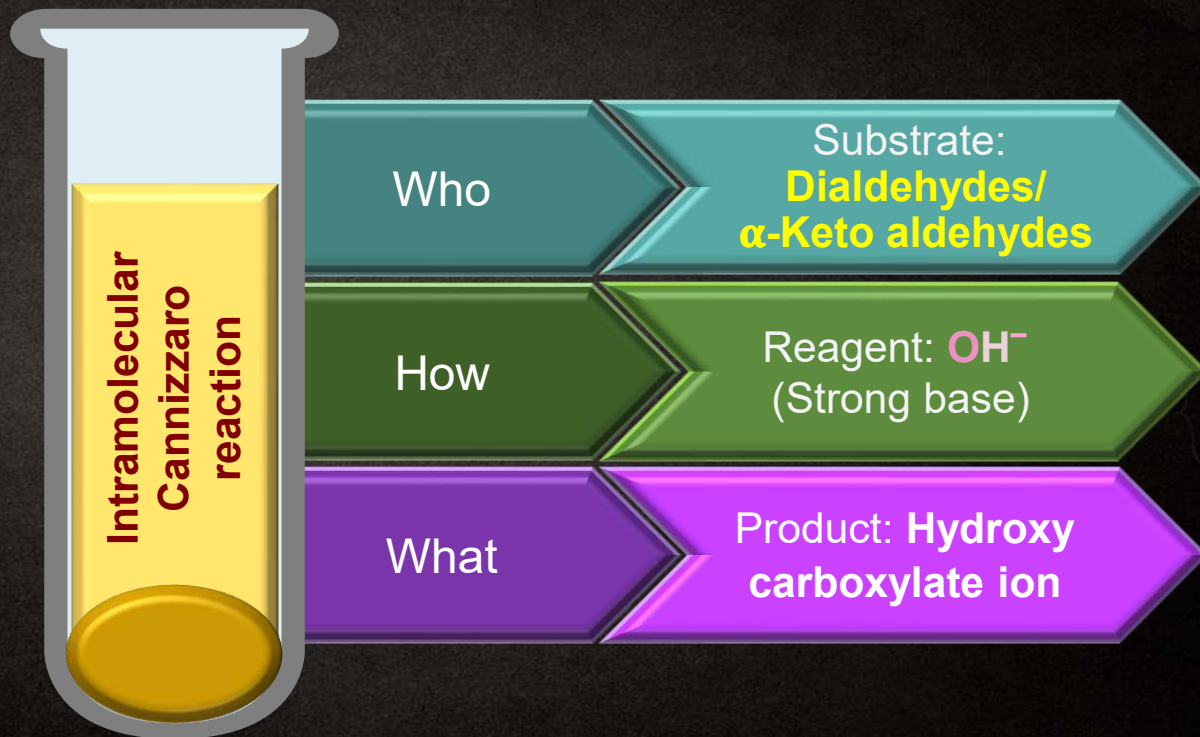 Intramolecular
Cannizzaro
reaction
Who
Substrate:
Dialdehydes/
α-Keto aldehydes
How
Reagent: OH⁻
(Strong base)
What
Product: Hydroxy
carboxylate ion